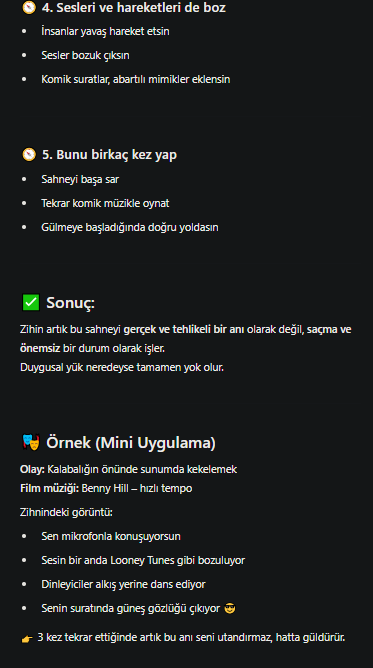 🧭 4. Sesleri ve hareketleri de boz
• İnsanlar yavaş hareket etsin
• Sesler bozuk çıksın
• Komik suratlar, abartılı mimikler eklensin
🧭 5. Bunu birkaç kez yap
• Sahneyi başa sar
• Tekrar komik müzikle oynat
• Gülmeye başladığında doğru yoldasın
✅ Sonuç:
Zihin artık bu sahneyi gerçek ve tehlikeli bir anı olarak değil, saçma ve
önemsiz bir durum olarak işler.
Duygusal yük neredeyse tamamen yok olur.
🎭 Örnek (Mini Uygulama)
Olay: Kalabalığın önünde sunumda kekelemek
Film müziği: Benny Hill – hızlı tempo
Zihnindeki görüntü:
• Sen mikrofonla konuşuyorsun
• Sesin bir anda Looney Tunes gibi bozuluyor
• Dinleyiciler alkış yerine dans ediyor
• Senin suratında güneş gözlüğü çıkıyor 😎
👉 3 kez tekrar ettiğinde artık bu anı seni utandırmaz, hatta güldürür.